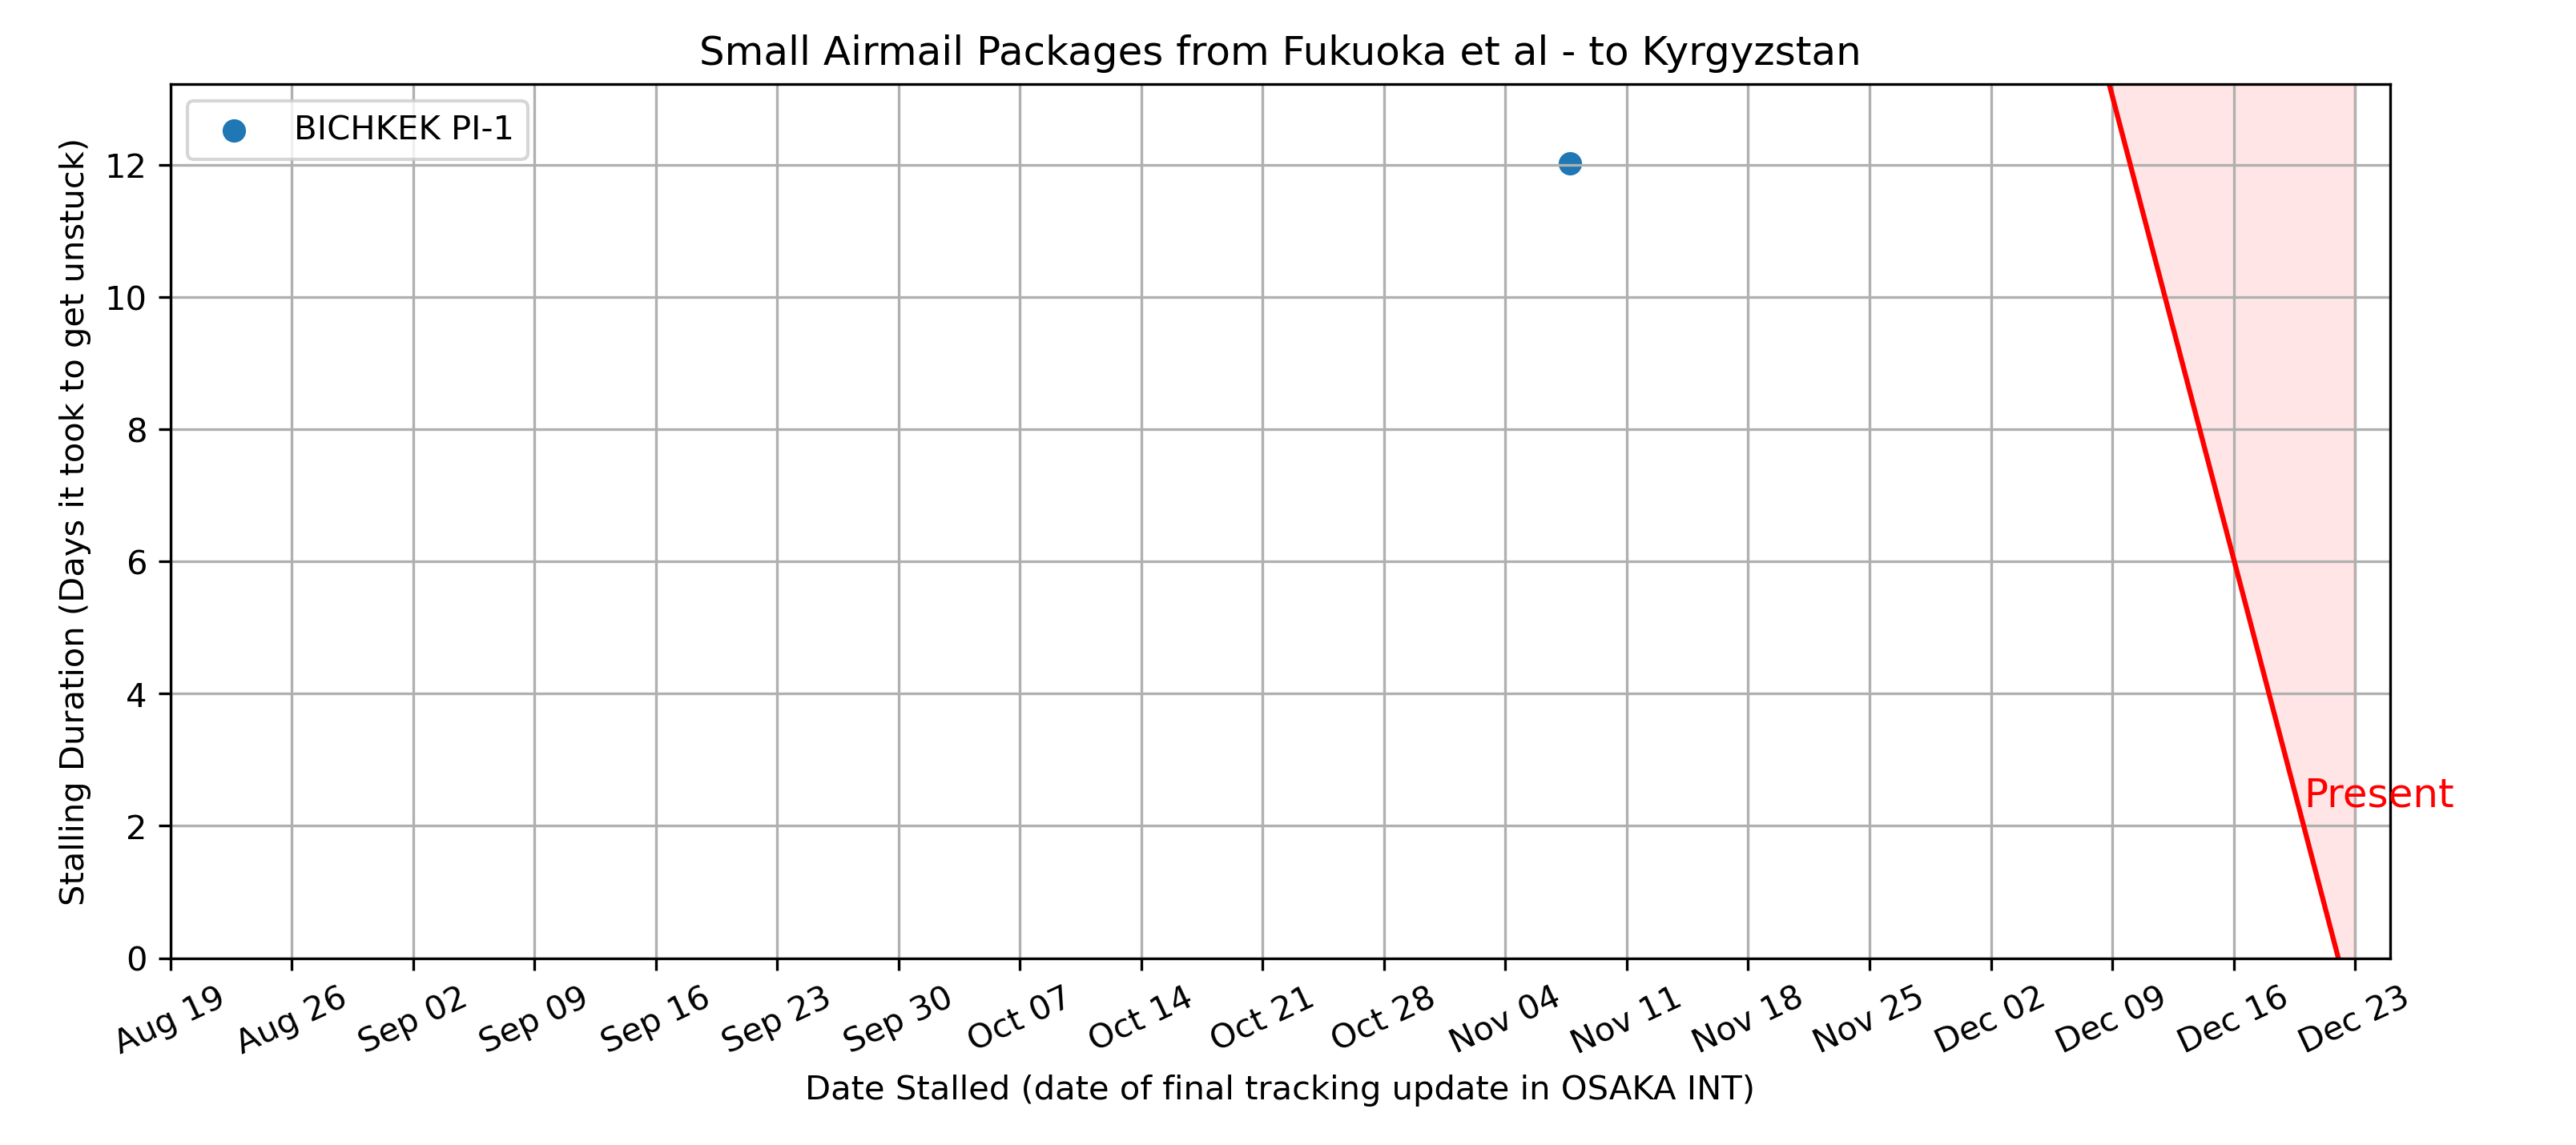 Small Airmail Packages from Fukuoka et al - to Kyrgyzstan
BICHKEK PI-1
Stalling Duration (Days it took to get unstuck)
12
10
8
6
4
2
0
Present
Aug 19
Aug 26
Sep 02
Sep 09
Sep 16
Sep 23
Sep 30
Oct 07
Oct 14
Oct 21
Oct 28
Nov 04
Nov 11
Nov 18
Nov 25
Dec 02
Dec 09
Dec 16
Dec 23
Date Stalled (date of final tracking update in OSAKA INT)